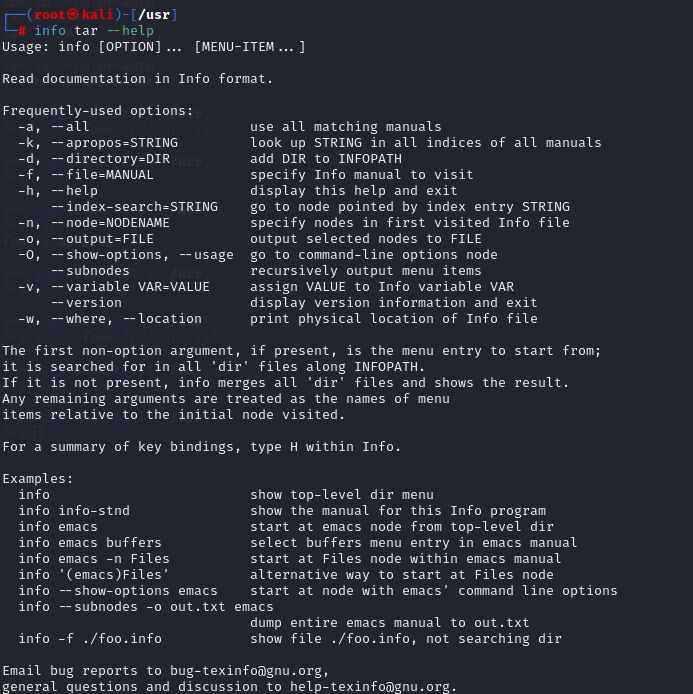 ┌──(root㉿kali)-[/usr]
└─# info tar --help
Usage: info [OPTION]... [MENU-ITEM...]

Read documentation in Info format.

Frequently-used options:
  -a, --all                    use all matching manuals
  -k, --apropos=STRING         look up STRING in all indices of all manuals
  -d, --directory=DIR          add DIR to INFOPATH
  -f, --file=MANUAL            specify Info manual to visit
  -h, --help                   display this help and exit
      --index-search=STRING    go to node pointed by index entry STRING
  -n, --node=NODENAME          specify nodes in first visited Info file
  -o, --output=FILE            output selected nodes to FILE
  -O, --show-options, --usage  go to command-line options node
      --subnodes               recursively output menu items
  -v, --variable VAR=VALUE     assign VALUE to Info variable VAR
      --version                display version information and exit
  -w, --where, --location      print physical location of Info file

The first non-option argument, if present, is the menu entry to start from;
it is searched for in all 'dir' files along INFOPATH.
If it is not present, info merges all 'dir' files and shows the result.
Any remaining arguments are treated as the names of menu
items relative to the initial node visited.

For a summary of key bindings, type H within Info.

Examples:
  info                         show top-level dir menu
  info info-stnd               show the manual for this Info program
  info emacs                   start at emacs node from top-level dir
  info emacs buffers           select buffers menu entry in emacs manual
  info emacs -n Files          start at Files node within emacs manual
  info '(emacs)Files'          alternative way to start at Files node
  info --show-options emacs    start at node with emacs' command line options
  info --subnodes -o out.txt emacs
                               dump entire emacs manual to out.txt
  info -f ./foo.info           show file ./foo.info, not searching dir

Email bug reports to bug-texinfo@gnu.org,
general questions and discussion to help-texinfo@gnu.org.